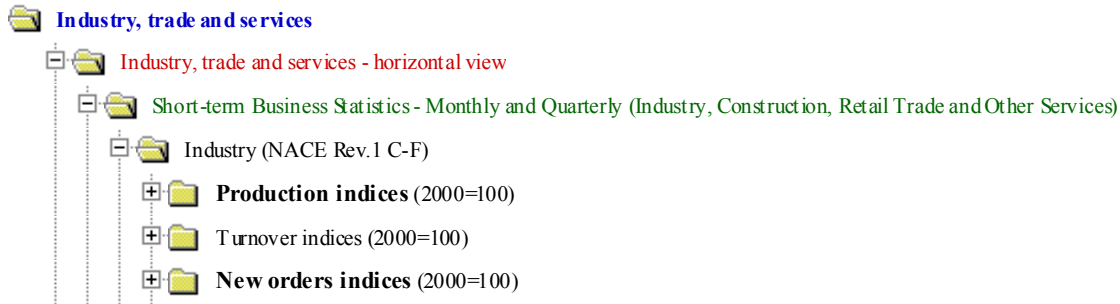 Industry, trade and services
Industry, trade and services - horizontal view
Short-term Business Statistics - Monthly and Quarterly (Industry, Construction, Retail Trade and Other Services)
Industry (NACE Rev.1 C-F)
Production indices (2000=100)
Turnover indices (2000=100)
New orders indices (2000=100)